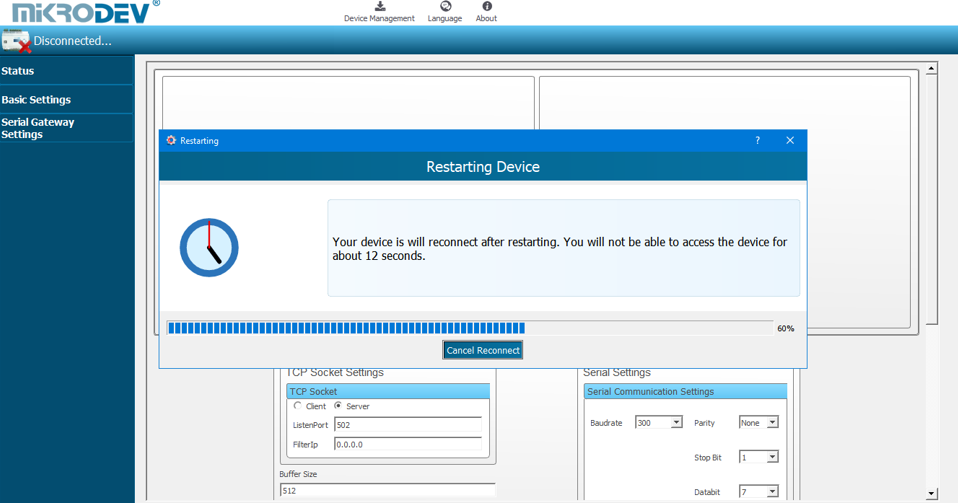 MiKRODEV®
Device Management
Language
About
Disconnected...
Status
Basic Settings
Serial Gateway
Settings
Restarting
?
Restarting Device
Your device is will reconnect after restarting. You will not be able to access the device for
about 12 seconds.
60%
Cancel Reconnect
TCP Socket Settings
TCP Socket
Client
Server
ListenPort
502
FilterIp
0.0.0.0
Buffer Size
512
Serial Settings
Serial Communication Settings
Baudrate
300
Parity
None
Stop Bit
1
Databit
7